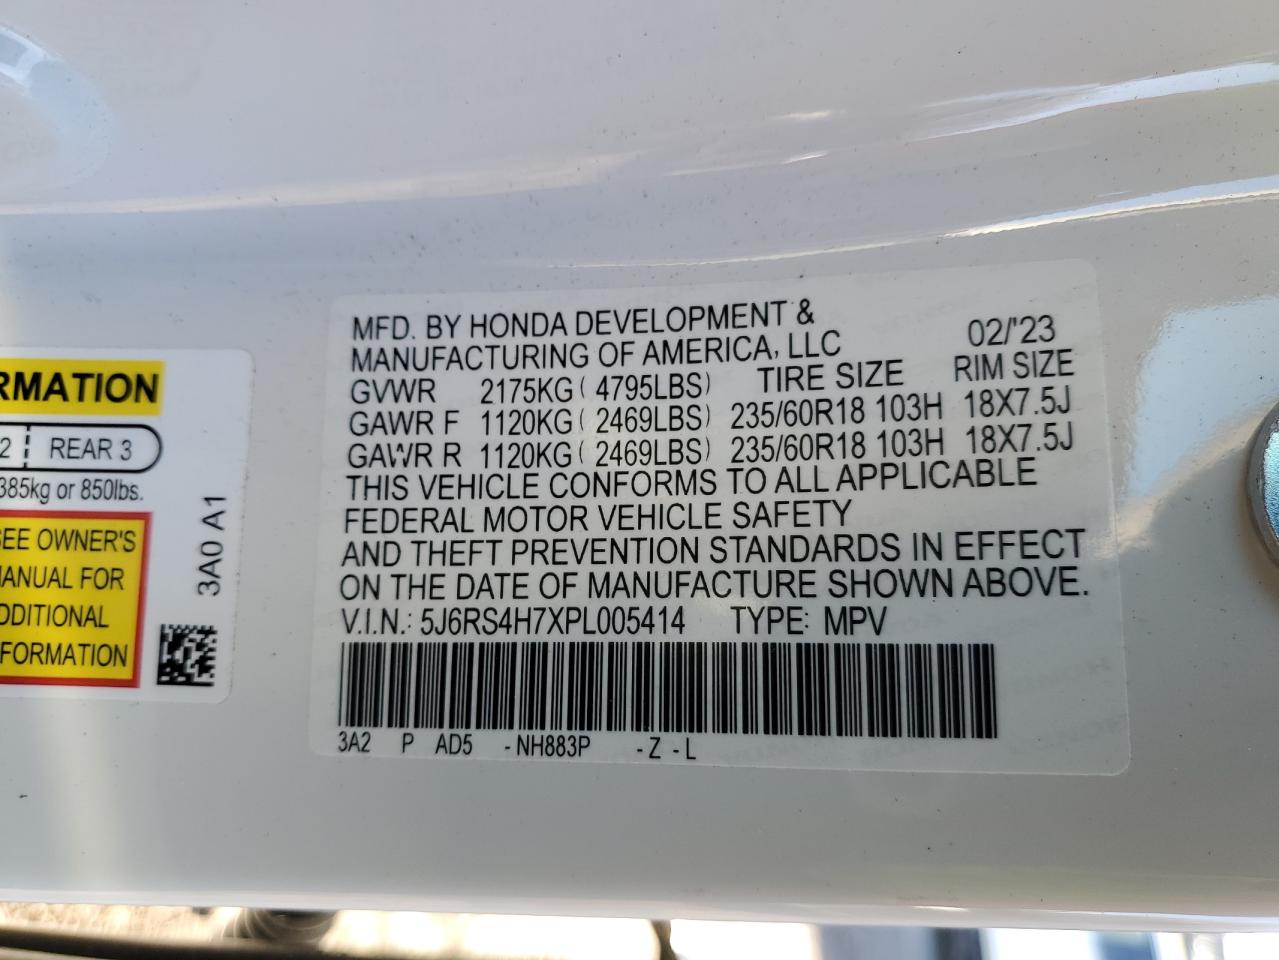 RMATION
2 REAR 3
385kg or 850lbs.
SEE OWNER'S
MANUAL FOR
DDITIONAL
FORMATION
3A0 A1
MFD. BY HONDA DEVELOPMENT &
MANUFACTURING OF AMERICA, LLC 02/'23
GVWR 2175KG ( 4795LBS) TIRE SIZE RIM SIZE
GAWR F 1120KG ( 2469LBS) 235/60R18 103H 18X7.5J
GAWR R 1120KG ( 2469LBS) 235/60R18 103H 18X7.5J
THIS VEHICLE CONFORMS TO ALL APPLICABLE
FEDERAL MOTOR VEHICLE SAFETY
AND THEFT PREVENTION STANDARDS IN EFFECT
ON THE DATE OF MANUFACTURE SHOWN ABOVE.
V.I.N.: 5J6RS4H7XPL005414 TYPE: MPV
3A2 P AD5 -NH883P -Z -L